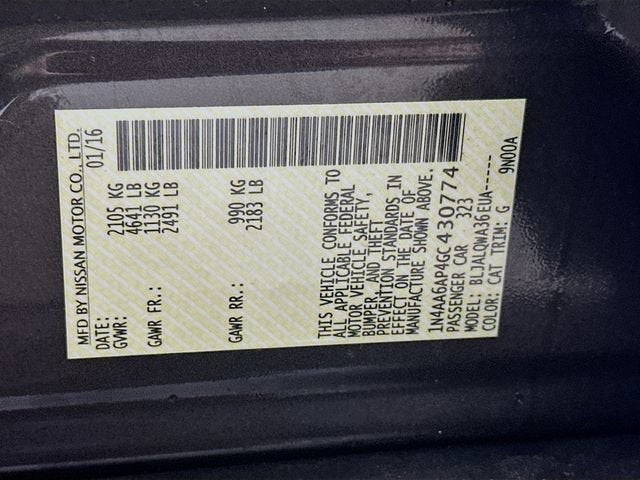 MFD BY NISSAN MOTOR CO., LTD.
DATE: 01/16
GVWR: 2105 KG
4641 LB
GAWR FR.: 1130 KG
2491 LB
GAWR RR.: 990 KG
2183 LB
THIS VEHICLE CONFORMS TO
ALL APPLICABLE FEDERAL
MOTOR VEHICLE SAFETY,
BUMPER, AND THEFT
PREVENTION STANDARDS IN
EFFECT ON THE DATE OF
MANUFACTURE SHOWN ABOVE.
1N4AA6AP4GC430774
PASSENGER CAR 323
MODEL: BLJALQWA36EUA-----
COLOR: CAT TRIM: G 9N00A